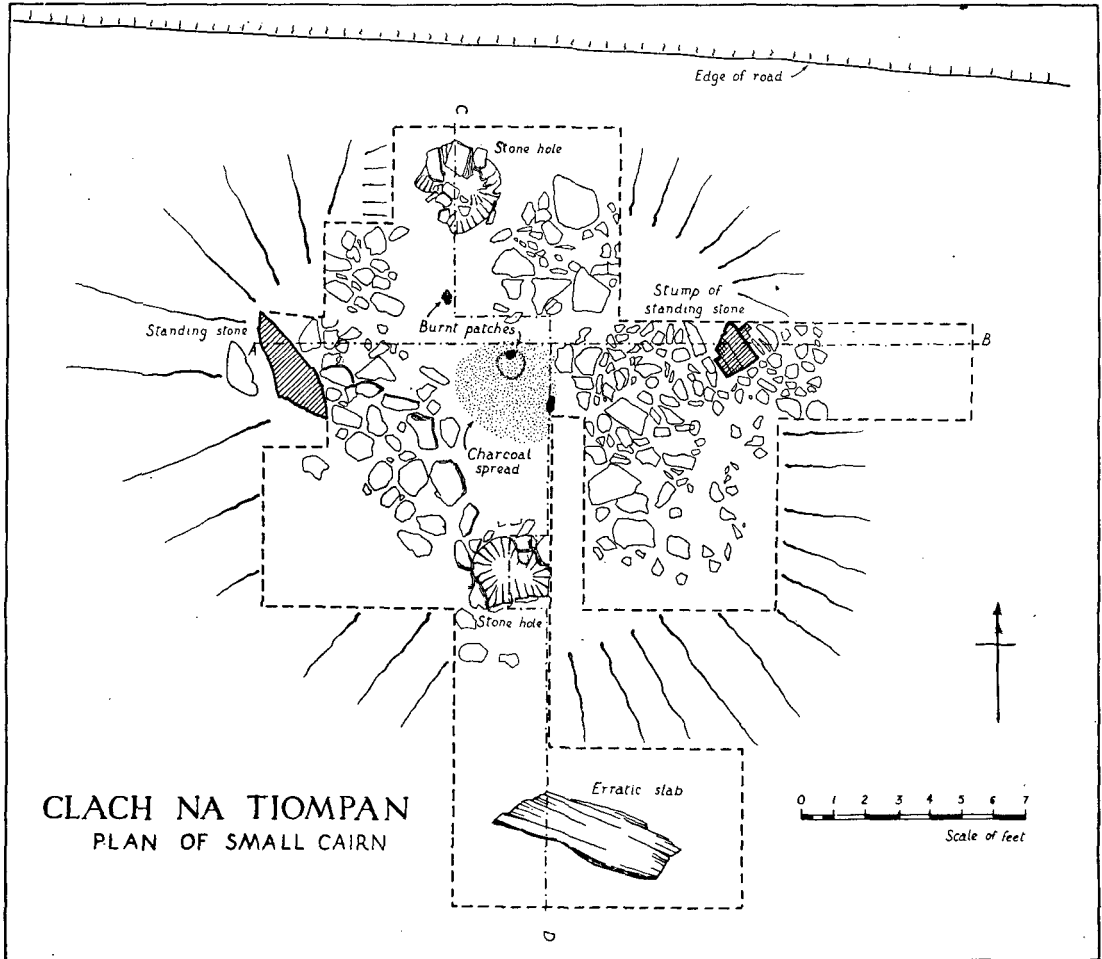 Edge of road
C
Stone hole
Stump of
standing stone
Burnt patches
Standing stone
A
B
Charcoal
spread
Stone hole
Erratic slab
CLACH NA TIOMPAN
PLAN OF SMALL CAIRN
0 1 2 3 4 5 6 7
Scale of feet
D